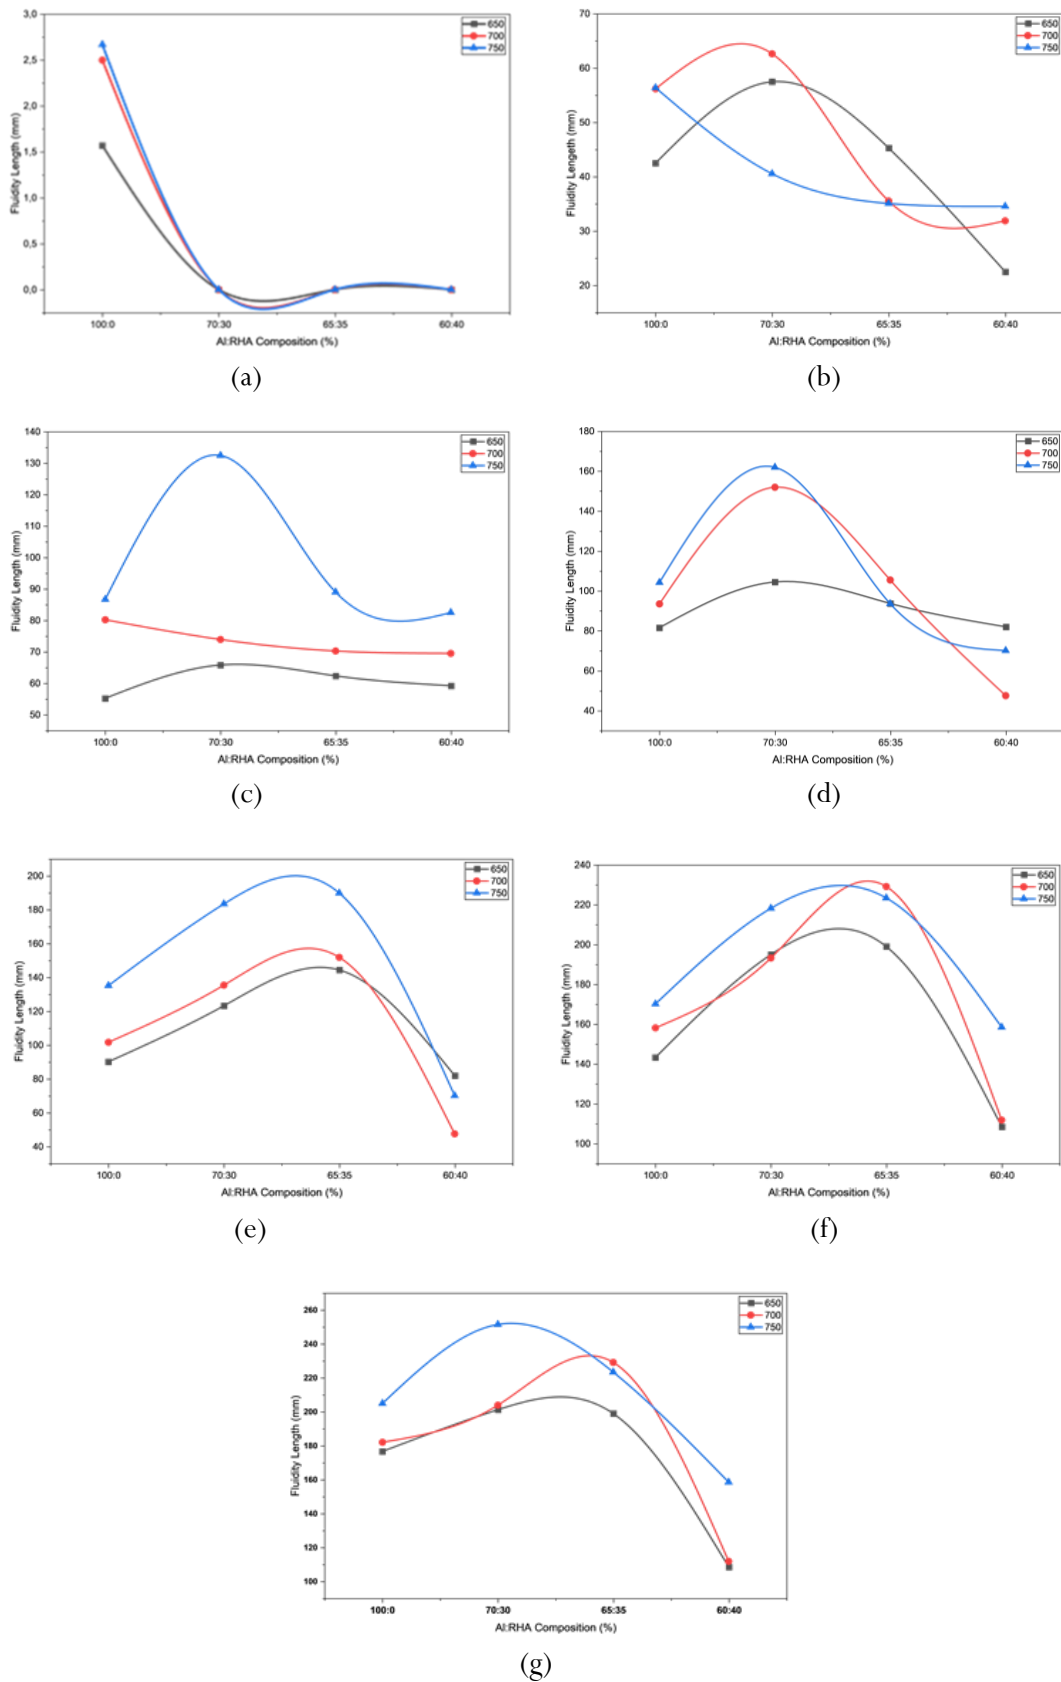 3,0
2,5
2,0
1,5
1,0
0,5
0,0
Fluidity Length (mm)
650
700
750
100:0 70:30 65:35 60:40
Al:RHA Composition (%)
(a)
70
60
50
40
30
20
Fluidity Lengeth (mm)
650
700
750
100:0 70:30 65:35 60:40
Al:RHA Composition (%)
(b)
140
130
120
110
100
90
80
70
60
50
Fluidity Length (mm)
650
700
750
100:0 70:30 65:35 60:40
Al:RHA Composition (%)
(c)
180
160
140
120
100
80
60
40
Fluidity Length (mm)
650
700
750
100:0 70:30 65:35 60:40
Al:RHA Composition (%)
(d)
200
180
160
140
120
100
80
60
40
Fluidity Length (mm)
650
700
750
100:0 70:30 65:35 60:40
Al:RHA Composition (%)
(e)
240
220
200
180
160
140
120
100
Fluidity Length (mm)
650
700
750
100:0 70:30 65:35 60:40
Al:RHA Composition (%)
(f)
260
240
220
200
180
160
140
120
100
Fluidity Length (mm)
650
700
750
100:0 70:30 65:35 60:40
Al:RHA Composition (%)
(g)